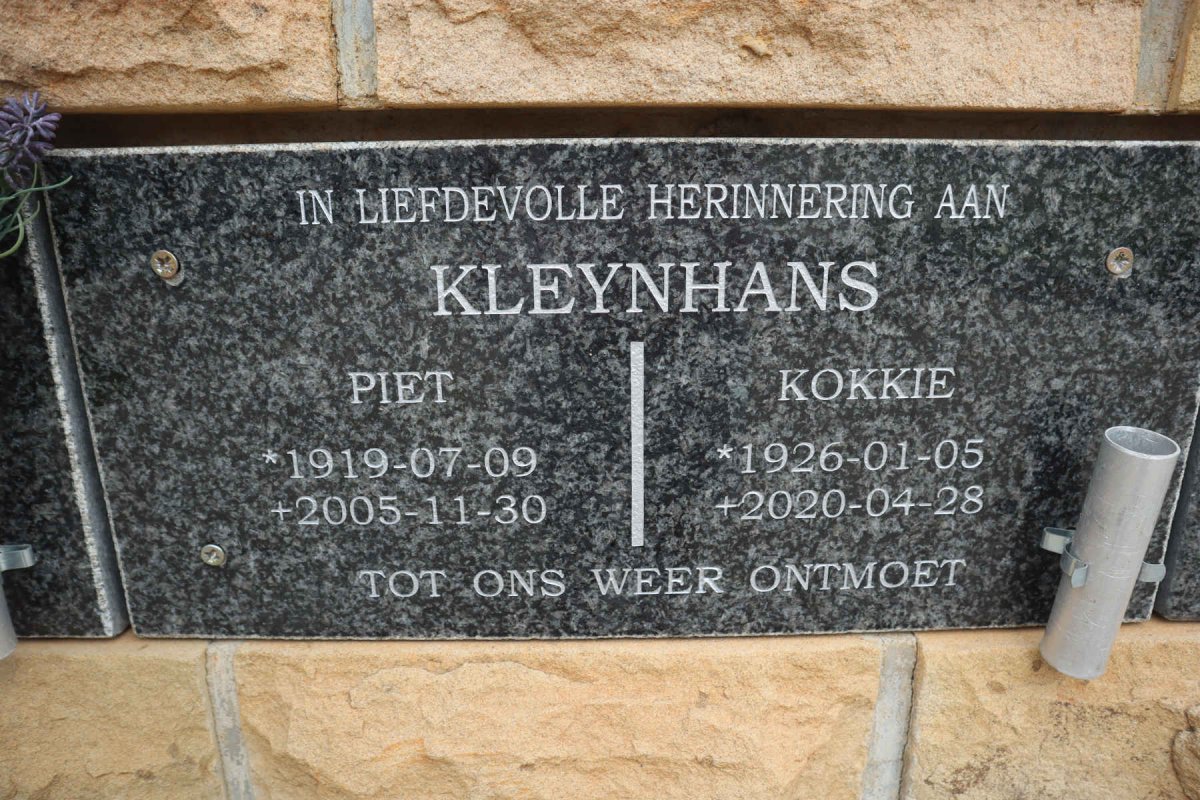 IN LIEFDEVOLLE HERINNERING AAN
KLEYNHANS
PIET
*1919-07-09
+2005-11-30
KOKKIE
*1926-01-05
+2020-04-28
TOT ONS WEER ONTMOET